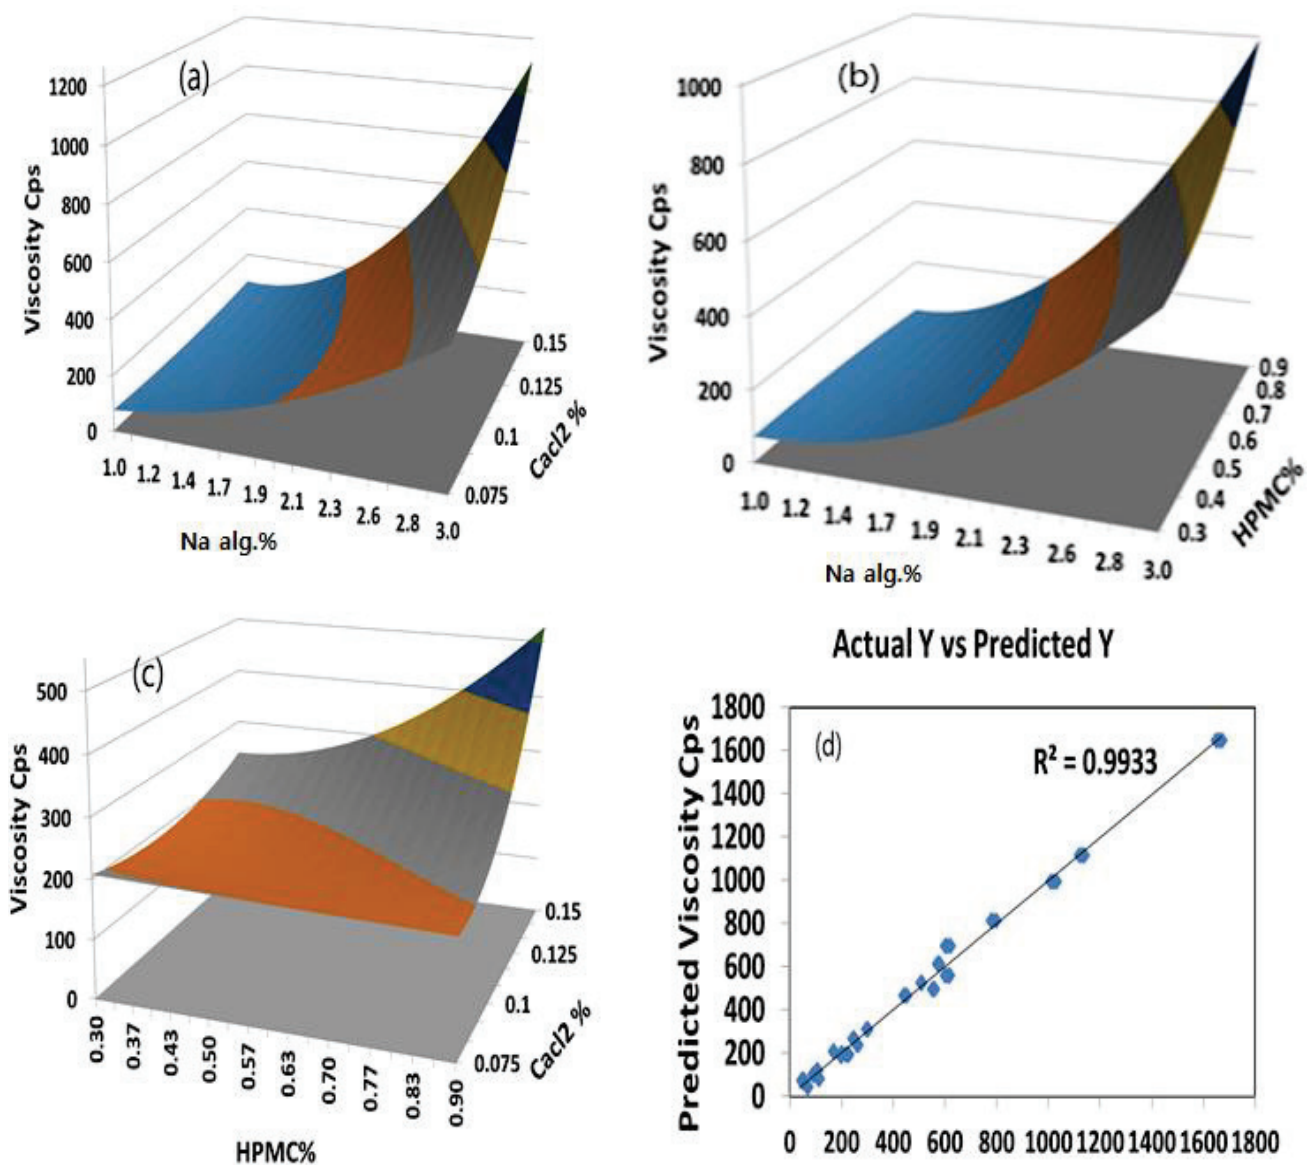 (a)
Viscosity Cps
1200
1000
800
600
400
200
0
1.0 1.2 1.4 1.7 1.9 2.1 2.3 2.6 2.8 3.0
Na alg.%
0.15
0.125
0.1
0.075
Cacl2 %
(b)
Viscosity Cps
1000
800
600
400
200
0
1.0 1.2 1.4 1.7 1.9 2.1 2.3 2.6 2.8 3.0
Na alg.%
0.9
0.8
0.7
0.6
0.5
0.4
0.3
HPMC%
(c)
Viscosity Cps
500
400
300
200
100
0
0.30 0.37 0.43 0.50 0.57 0.63 0.70 0.77 0.83 0.90
HPMC%
0.15
0.125
0.1
0.075
Cacl2 %
Actual Y vs Predicted Y
(d)
R² = 0.9933
Predicted Viscosity Cps
1800
1600
1400
1200
1000
800
600
400
200
0
0 200 400 600 800 1000 1200 1400 1600 1800